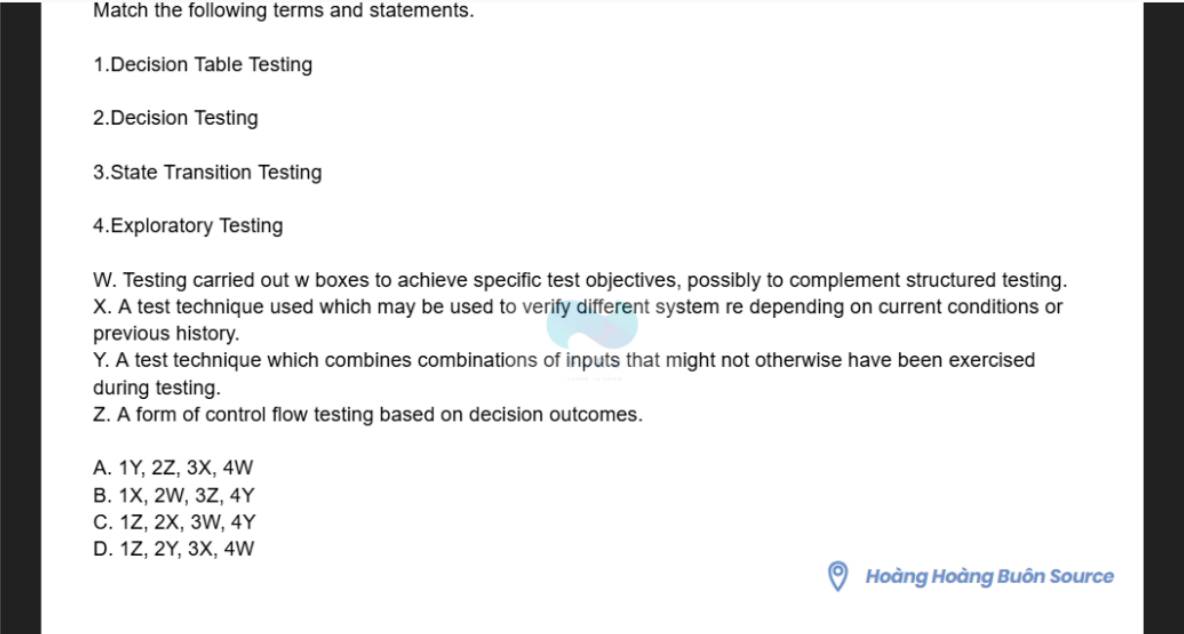 Match the following terms and statements.
1.Decision Table Testing
2.Decision Testing
3.State Transition Testing
4.Exploratory Testing
W. Testing carried out w boxes to achieve specific test objectives, possibly to complement structured testing.
X. A test technique used which may be used to verify different system re depending on current conditions or
previous history.
Y. A test technique which combines combinations of inputs that might not otherwise have been exercised
during testing.
Z. A form of control flow testing based on decision outcomes.
A. 1Y, 2Z, 3X, 4W
B. 1X, 2W, 3Z, 4Y
C. 1Z, 2X, 3W, 4Y
D. 1Z, 2Y, 3X, 4W
Hoàng Hoàng Buôn Source